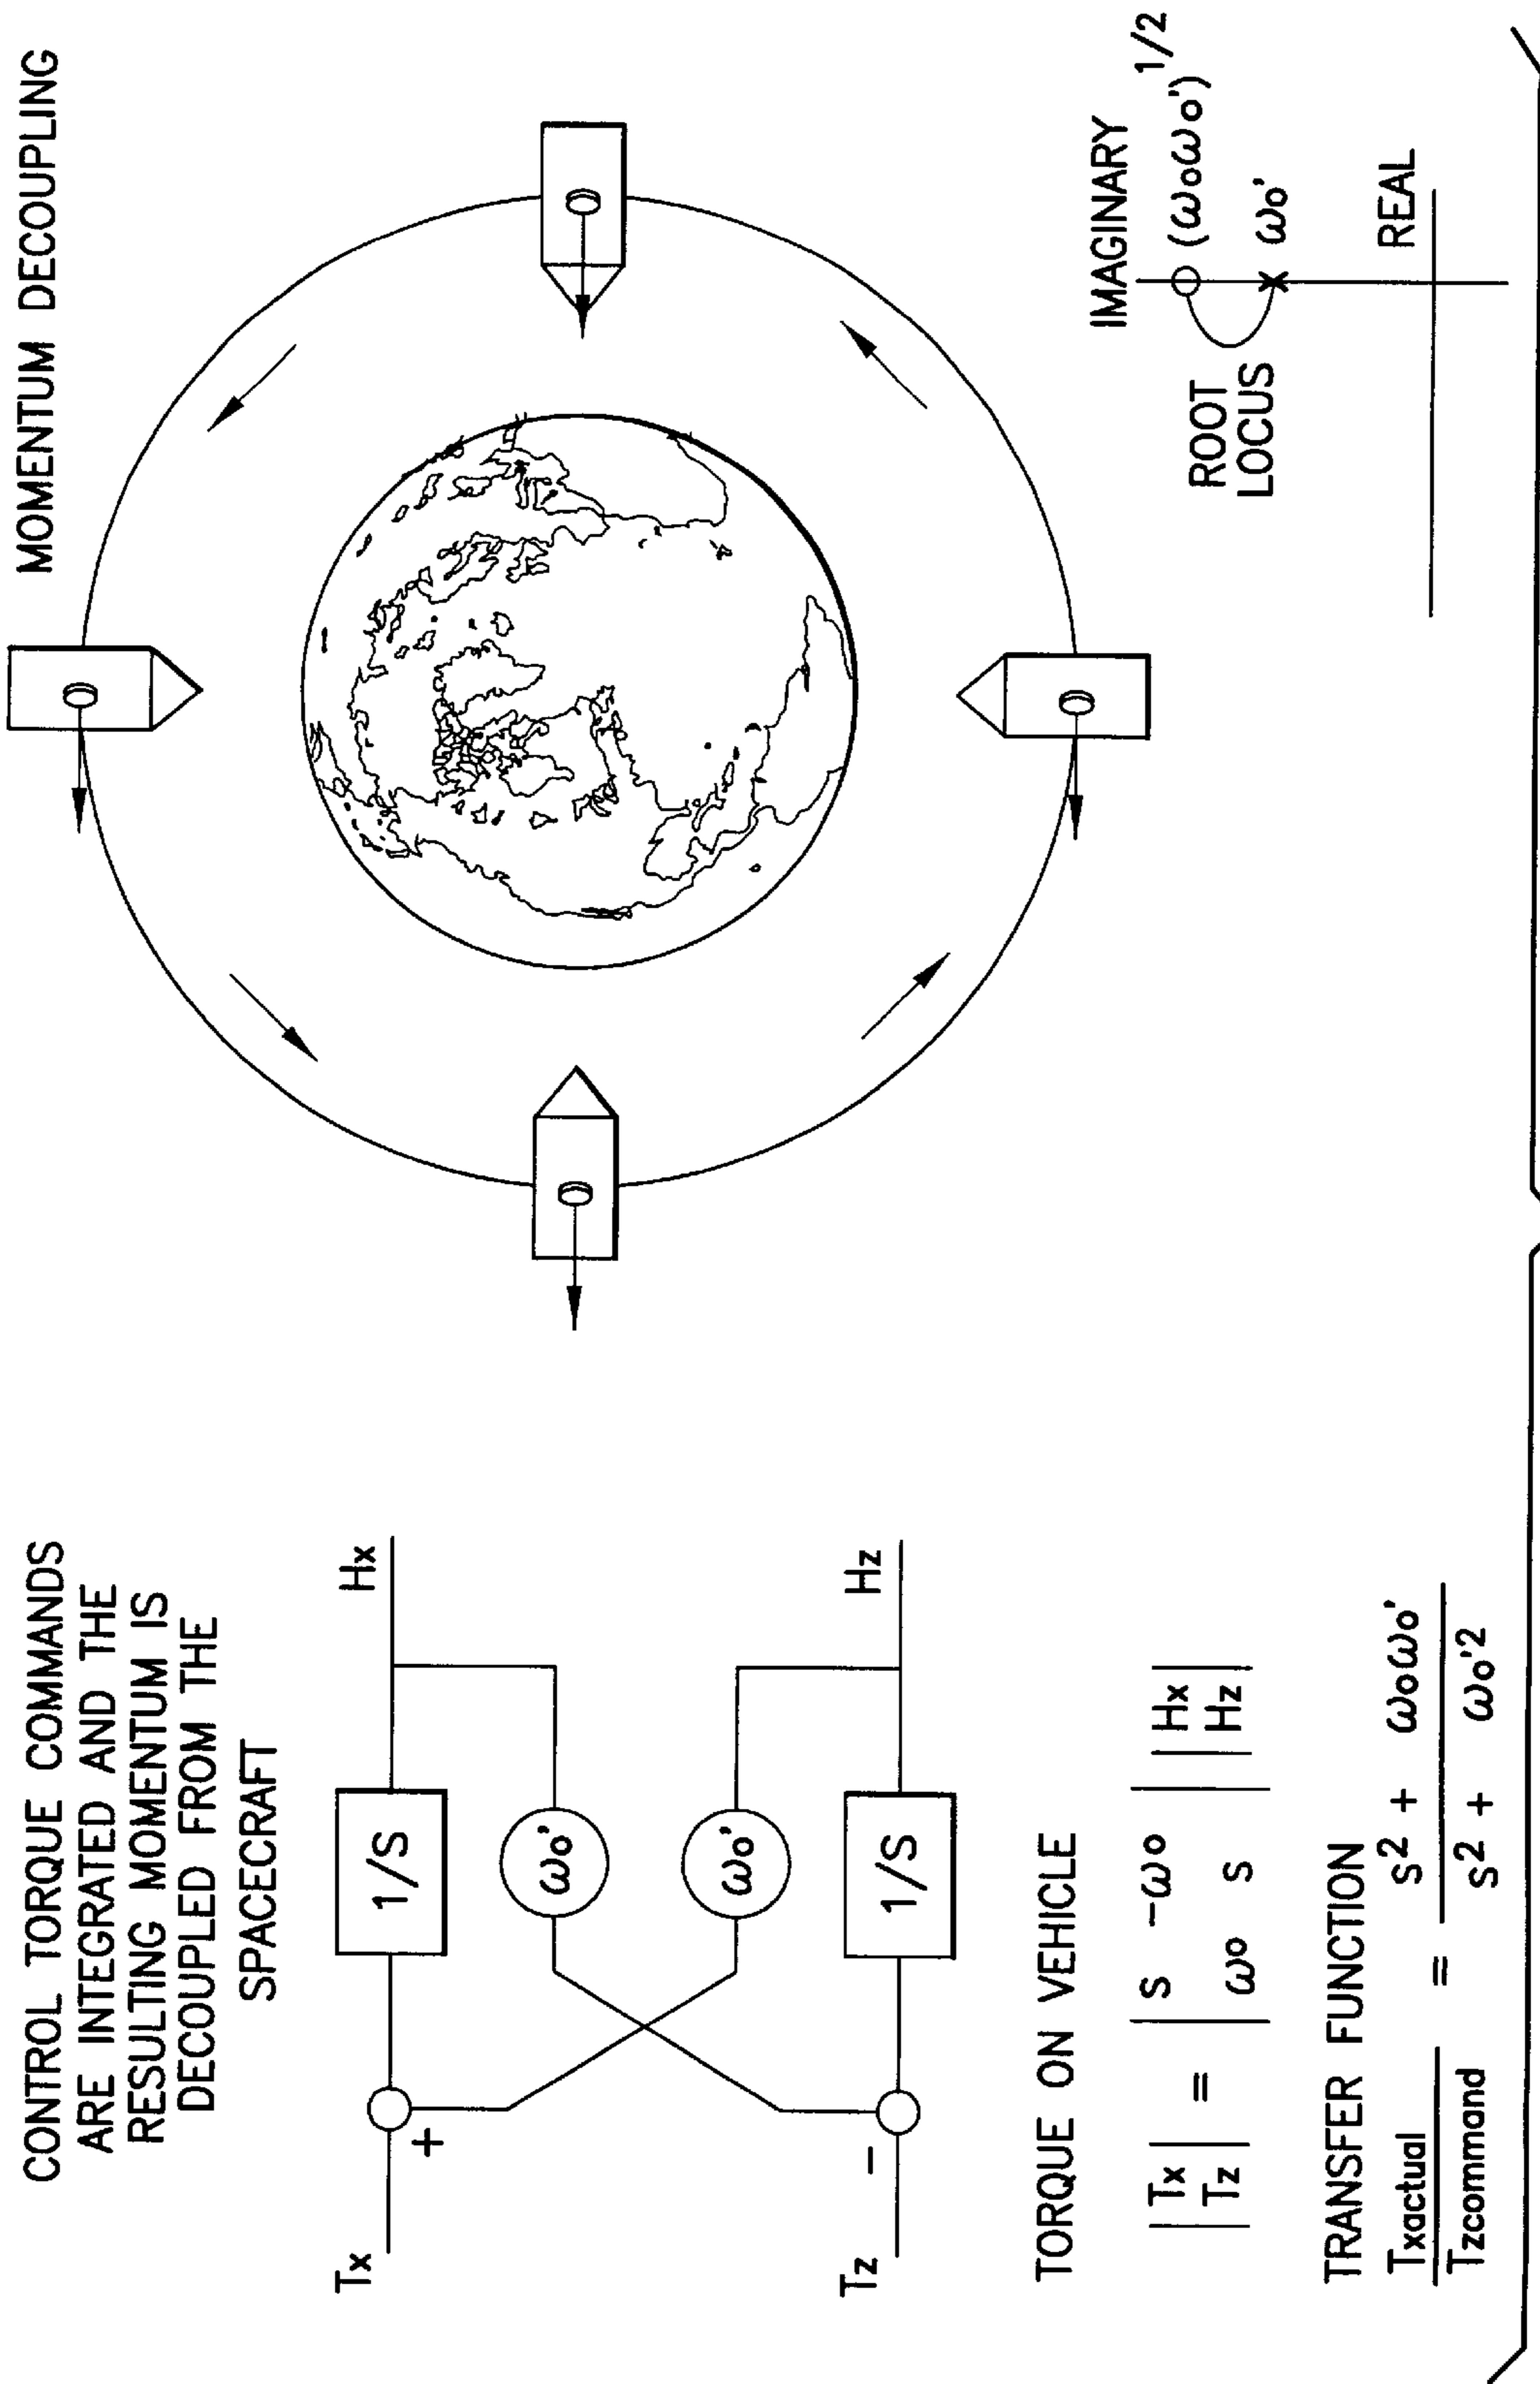 MOMENTUM DECOUPLING
CONTROL TORQUE COMMANDS
ARE INTEGRATED AND THE
RESULTING MOMENTUM IS
DECOUPLED FROM THE
SPACECRAFT
Tx + 1/S Hx
ωo'
ωo'
Tz - 1/S Hz
TORQUE ON VEHICLE
|Tx| = |s -ωo| |Hx|
|Tz| |ωo s| |Hz|
TRANSFER FUNCTION
Txactual = s2 + ωoωo'
Tzcommand s2 + ωo'2
IMAGINARY
(ωoωo')1/2
ROOT
LOCUS
ωo'
REAL